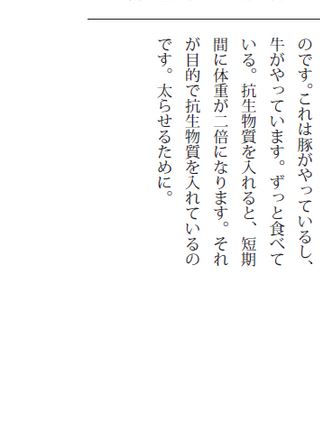 のです。これは豚がやっているし、
牛がやっています。ずっと食べて
いる。抗生物質を入れると、短期
間に体重が二倍になります。それ
が目的で抗生物質を入れているの
です。太らせるために。